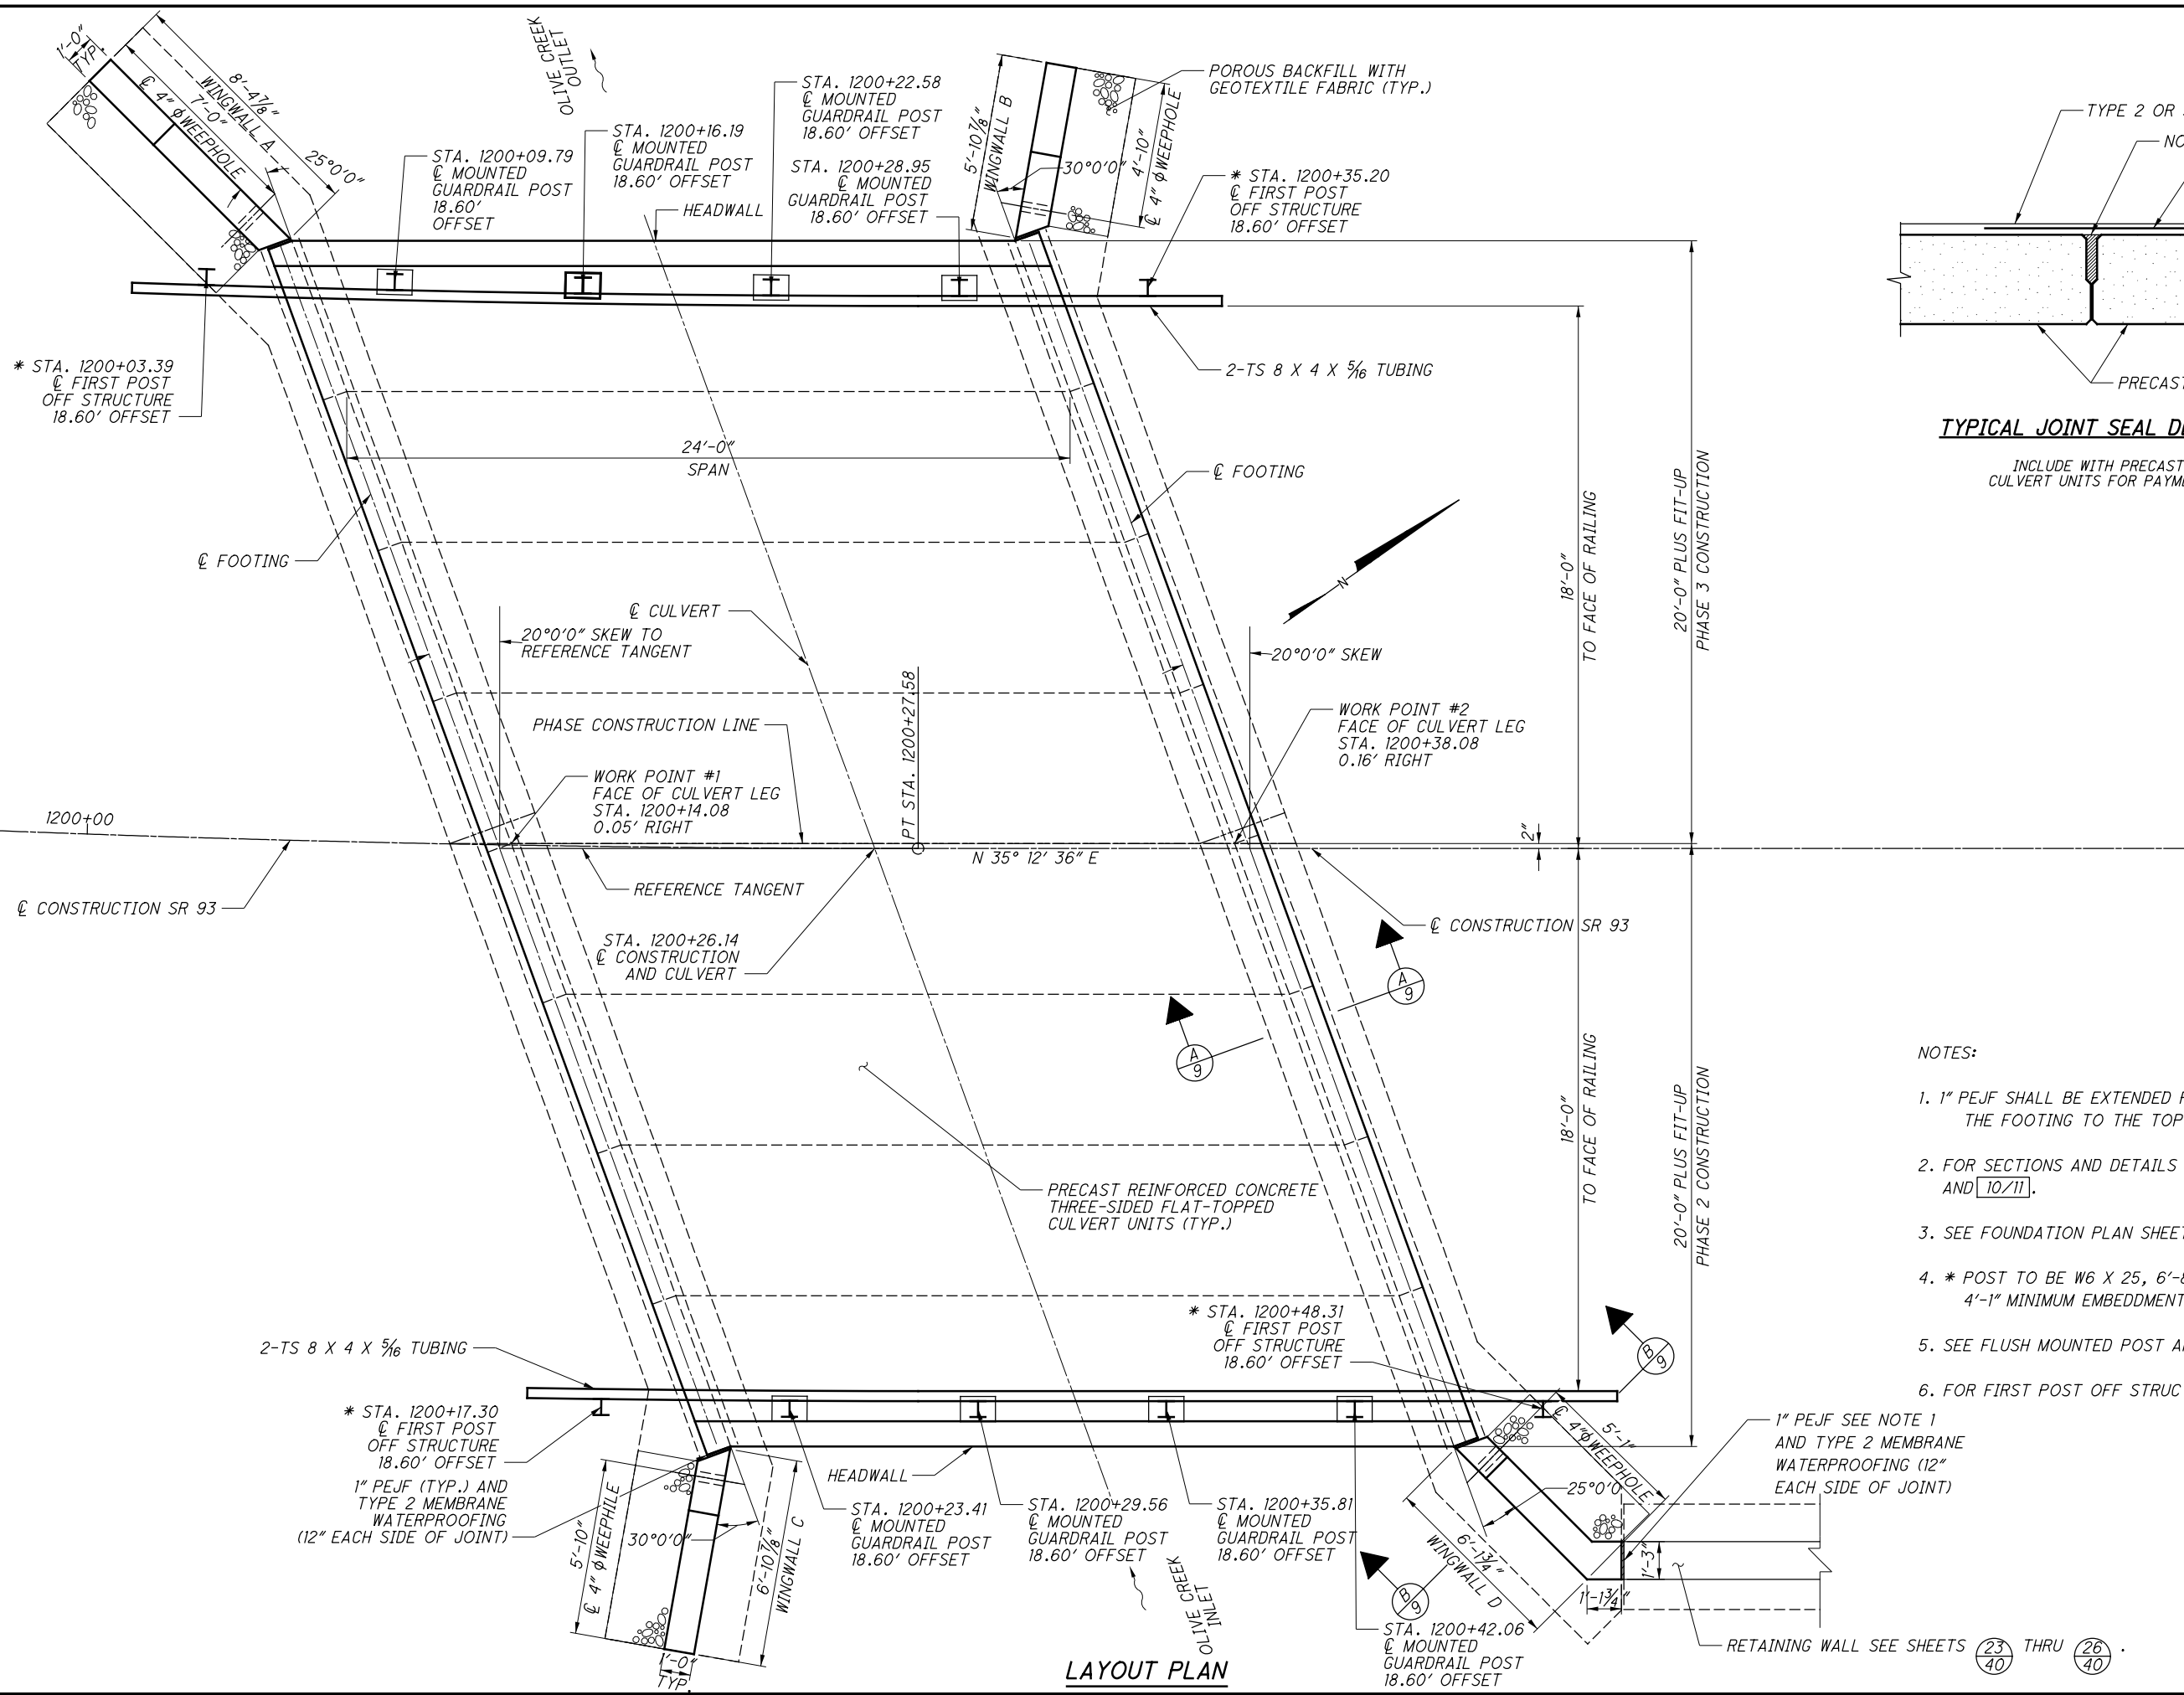 1'-0"
TYP.
8'-4⅞"
WINGWALL A
7'-0"
℄ 4" ϕ WEEPHOLE
25°0'0"
OLIVE CREEK
OUTLET
STA. 1200+09.79
℄ MOUNTED
GUARDRAIL POST
18.60'
OFFSET
STA. 1200+16.19
℄ MOUNTED
GUARDRAIL POST
18.60' OFFSET
HEADWALL
STA. 1200+22.58
℄ MOUNTED
GUARDRAIL POST
18.60' OFFSET
STA. 1200+28.95
℄ MOUNTED
GUARDRAIL POST
18.60' OFFSET
5'-10⅞"
WINGWALL B
30°0'0"
4'-10"
℄ 4" ϕ WEEPHOLE
POROUS BACKFILL WITH
GEOTEXTILE FABRIC (TYP.)
* STA. 1200+35.20
℄ FIRST POST
OFF STRUCTURE
18.60' OFFSET
TYPE 2 OR
NO
PRECAST
TYPICAL JOINT SEAL
INCLUDE WITH PRECAST
CULVERT UNITS FOR
* STA. 1200+03.39
℄ FIRST POST
OFF STRUCTURE
18.60' OFFSET
2-TS 8 X 4 X 5/16 TUBING
24'-0"
SPAN
℄ FOOTING
℄ FOOTING
18'-0"
TO FACE OF RAILING
20'-0" PLUS FIT-UP
PHASE 3 CONSTRUCTION
N
℄ CULVERT
20°0'0" SKEW TO
REFERENCE TANGENT
20°0'0" SKEW
PHASE CONSTRUCTION LINE
PT STA. 1200+27.58
WORK POINT #2
FACE OF CULVERT LEG
STA. 1200+38.08
0.16' RIGHT
WORK POINT #1
FACE OF CULVERT LEG
STA. 1200+14.08
0.05' RIGHT
1200+00
2"
N 35° 12' 36" E
REFERENCE TANGENT
℄ CONSTRUCTION SR 93
℄ CONSTRUCTION SR 93
STA. 1200+26.14
℄ CONSTRUCTION
AND CULVERT
A
9
A
9
18'-0"
TO FACE OF RAILING
20'-0" PLUS FIT-UP
PHASE 2 CONSTRUCTION
NOTES:
1. 1" PEJF SHALL BE EXTENDED
THE FOOTING TO THE TOP
2. FOR SECTIONS AND DETAILS
AND 10/11.
3. SEE FOUNDATION PLAN
4. * POST TO BE W6 X 25,
4'-1" MINIMUM EMBEDDMENT
5. SEE FLUSH MOUNTED POST
6. FOR FIRST POST OFF STRUC
PRECAST REINFORCED CONCRETE
THREE-SIDED FLAT-TOPPED
CULVERT UNITS (TYP.)
2-TS 8 X 4 X 5/16 TUBING
* STA. 1200+48.31
℄ FIRST POST
OFF STRUCTURE
18.60' OFFSET
B
9
* STA. 1200+17.30
℄ FIRST POST
OFF STRUCTURE
18.60' OFFSET
1" PEJF (TYP.) AND
TYPE 2 MEMBRANE
WATERPROOFING
(12" EACH SIDE OF JOINT)
5'-10"
℄ 4" ϕ WEEPHILE
30°0'0"
6'-10⅞"
WINGWALL C
1'-0"
TYP.
HEADWALL
STA. 1200+23.41
℄ MOUNTED
GUARDRAIL POST
18.60' OFFSET
STA. 1200+29.56
℄ MOUNTED
GUARDRAIL POST
18.60' OFFSET
STA. 1200+35.81
℄ MOUNTED
GUARDRAIL POST
18.60' OFFSET
OLIVE CREEK
INLET
STA. 1200+42.06
℄ MOUNTED
GUARDRAIL POST
18.60' OFFSET
B
9
5'-1"
℄ 4" ϕ WEEPHOLE
25°0'0"
6'-1¾"
WINGWALL D
1'-3"
1'-1¾"
1" PEJF SEE NOTE 1
AND TYPE 2 MEMBRANE
WATERPROOFING (12"
EACH SIDE OF JOINT)
RETAINING WALL SEE SHEETS 23/40 THRU 26/40 .
LAYOUT PLAN